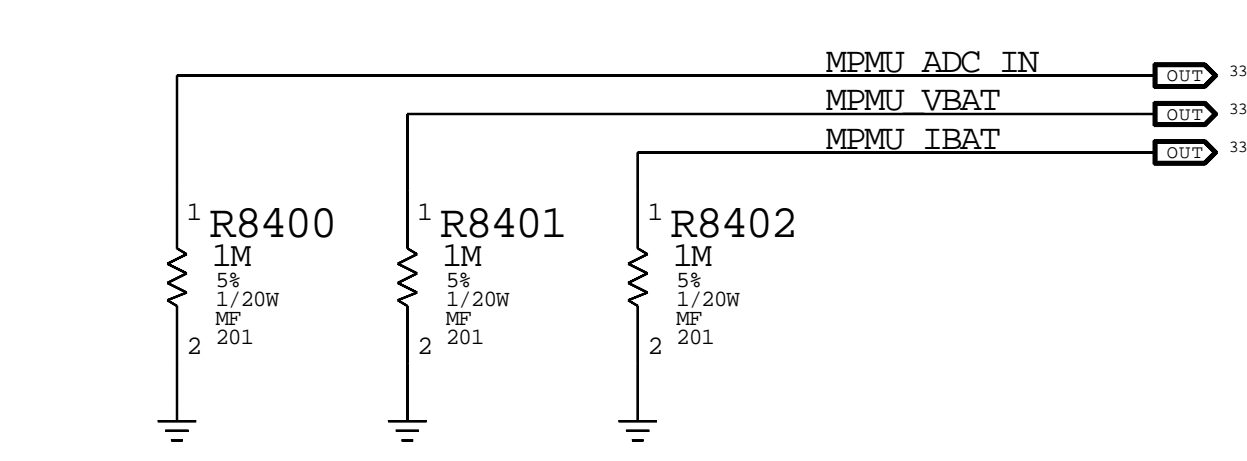 MPMU_ADC_IN
OUT 33
MPMU_VBAT
OUT 33
MPMU_IBAT
OUT 33
1 R8400
1M
5%
1/20W
MF
201
2
1 R8401
1M
5%
1/20W
MF
201
2
1 R8402
1M
5%
1/20W
MF
201
2